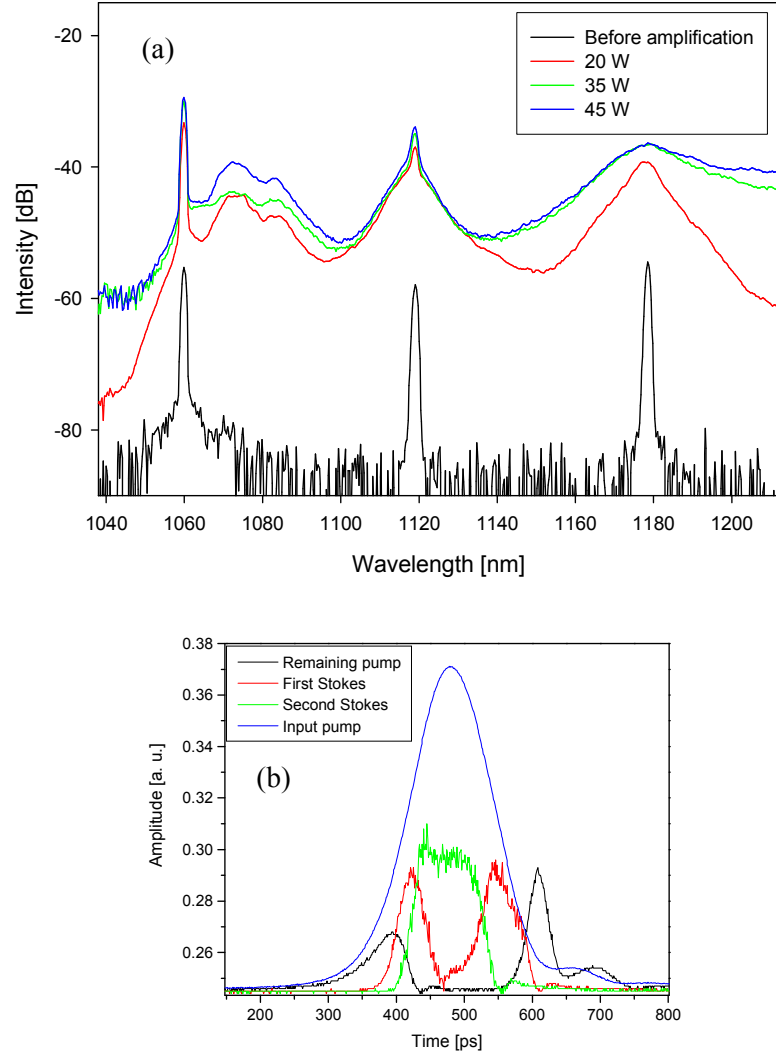 (a)
Before amplification
20 W
35 W
45 W
Intensity [dB]
-20
-40
-60
-80
1040 1060 1080 1100 1120 1140 1160 1180 1200
Wavelength [nm]
(b)
Remaining pump
First Stokes
Second Stokes
Input pump
Amplitude [a. u.]
0.38
0.36
0.34
0.32
0.30
0.28
0.26
200 300 400 500 600 700 800
Time [ps]